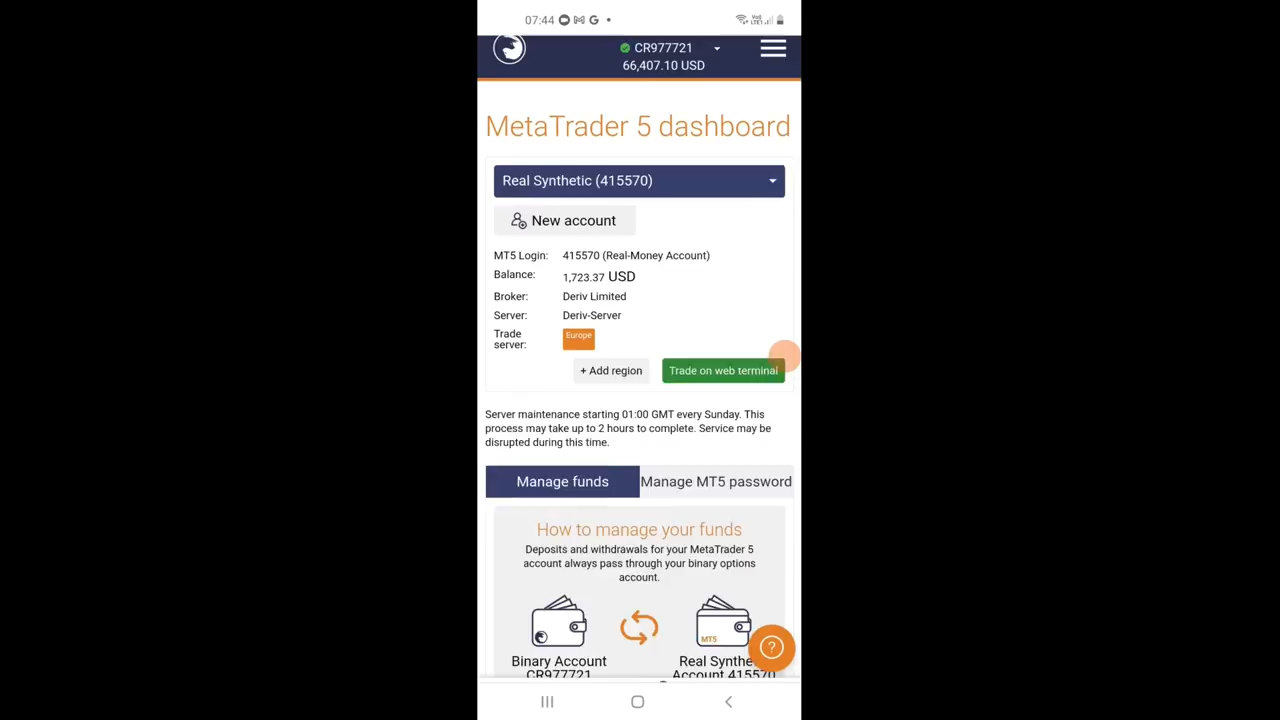 07:44
CR977721
66,407.10 USD
MetaTrader 5 dashboard
Real Synthetic (415570)
New account
MT5 Login: 415570 (Real-Money Account)
Balance: 1,723.37 USD
Broker: Deriv Limited
Server: Deriv-Server
Trade server: Europe
+ Add region Trade on web terminal
Server maintenance starting 01:00 GMT every Sunday. This
process may take up to 2 hours to complete. Service may be
disrupted during this time.
Manage funds Manage MT5 password
How to manage your funds
Deposits and withdrawals for your MetaTrader 5
account always pass through your binary options
account.
MT5
Binary Account Real Synthe
CR977721 Account 415570